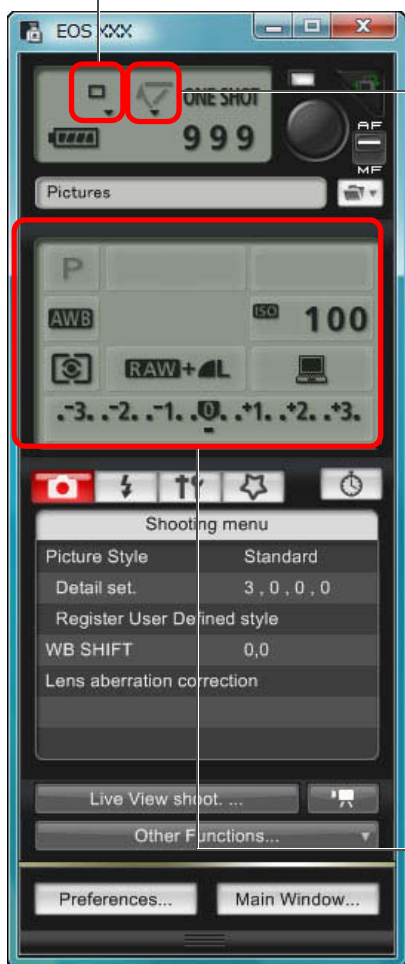 EOS XXX
ONE SHOT
999
AF
MF
Pictures
P
AWB
ISO 100
RAW+L
.-3. .-2. .-1. .0. .+1. .+2. .+3.
Shooting menu
Picture Style Standard
Detail set. 3 , 0 , 0 , 0
Register User Defined style
WB SHIFT 0,0
Lens aberration correction
Live View shoot. ...
Other Functions...
Preferences... Main Window...